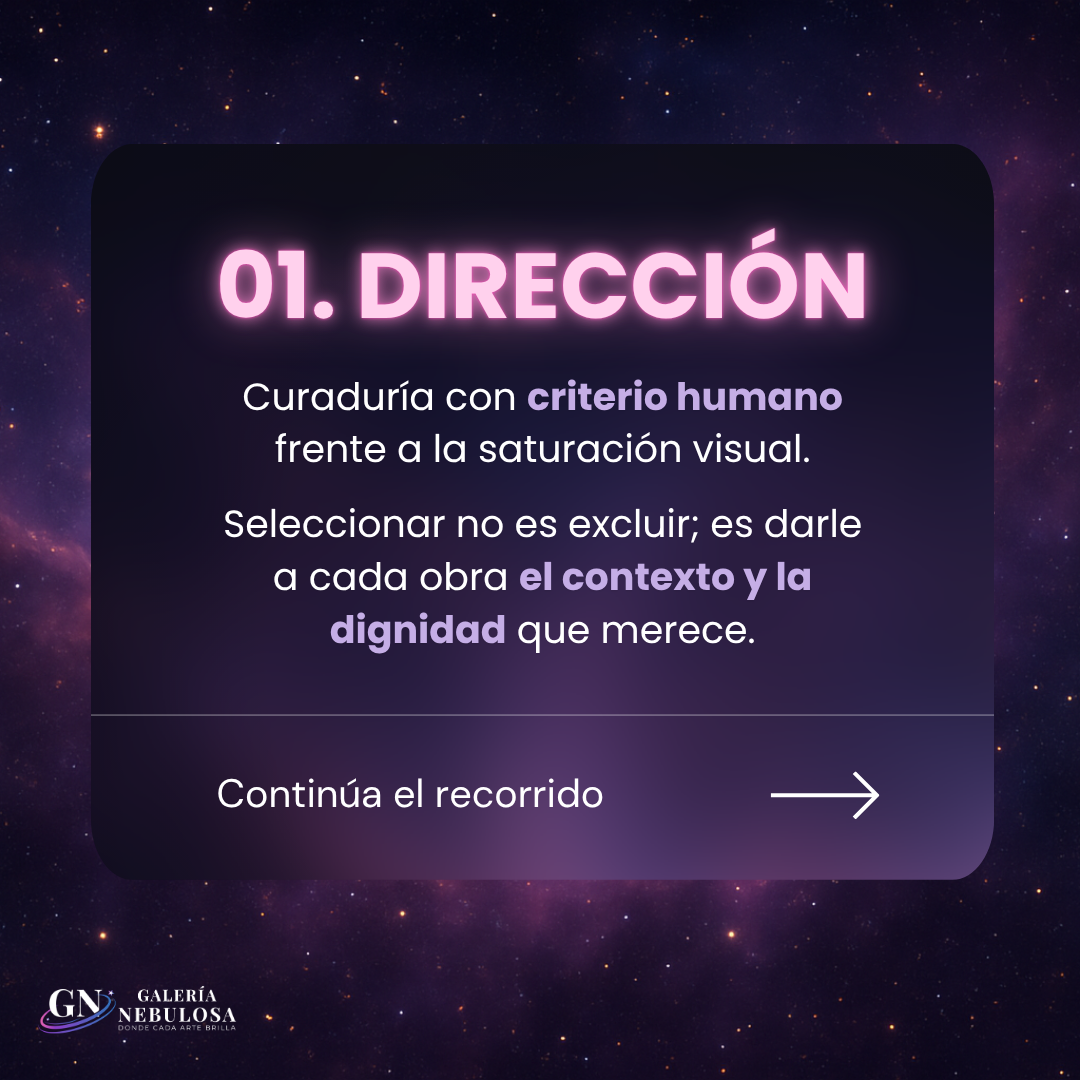 01. DIRECCIÓN
Curaduría con criterio humano
frente a la saturación visual.
Seleccionar no es excluir; es darle
a cada obra el contexto y la
dignidad que merece.
Continúa el recorrido
GN
GALERÍA
NEBULOSA
DONDE CADA ARTE BRILLA